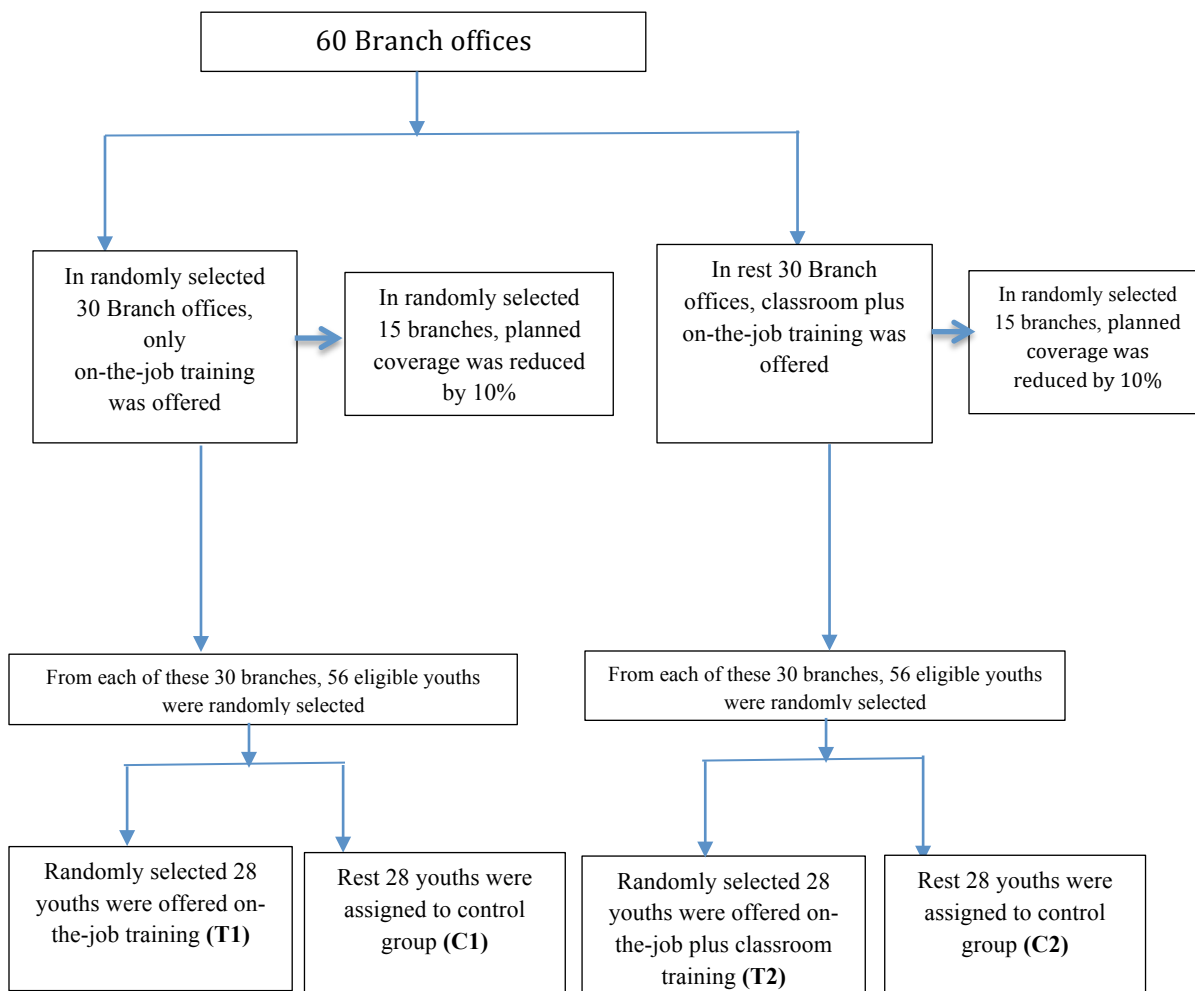 60 Branch offices
In randomly selected
30 Branch offices,
only
on-the-job training
was offered
In randomly selected
15 branches, planned
coverage was reduced
by 10%
In rest 30 Branch
offices, classroom plus
on-the-job training was
offered
In randomly selected
15 branches, planned
coverage was
reduced by 10%
From each of these 30 branches, 56 eligible youths
were randomly selected
From each of these 30 branches, 56 eligible youths
were randomly selected
Randomly selected 28
youths were offered on-
the-job training (T1)
Rest 28 youths were
assigned to control
group (C1)
Randomly selected 28
youths were offered on-
the-job plus classroom
training (T2)
Rest 28 youths were
assigned to control
group (C2)